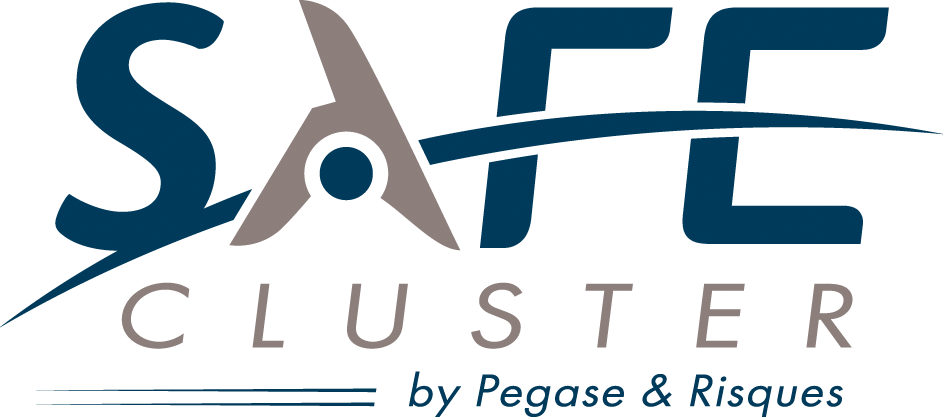 SAFE
CLUSTER
by Pegase & Risques